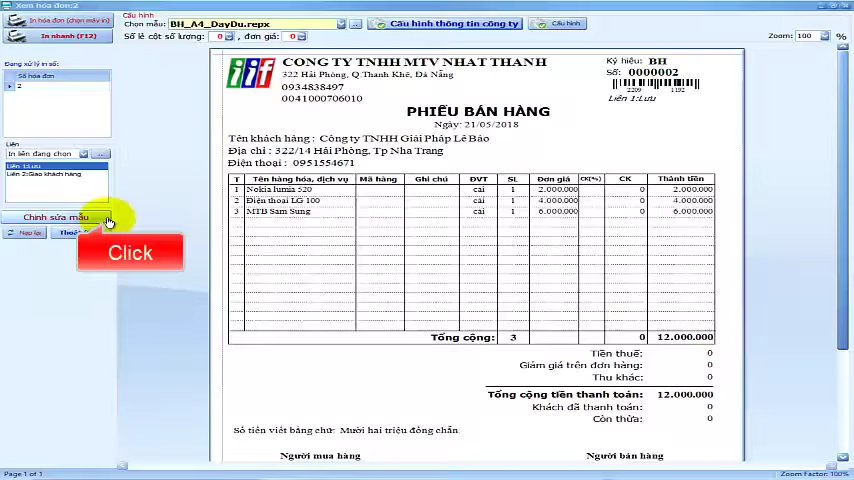 Xem hóa đơn:2
In hóa đơn (chọn máy in)
In nhanh (F12)
Cấu hình
Chọn mẫu: BH_A4_DayDu.repx ... Cấu hình thông tin công ty Cấu hình
Số lẻ cột số lượng: 0 , đơn giá: 0
Zoom: 100 %
Đang xử lý in số:
Số hóa đơn
2
Liên
In liên đang chọn ...
Liên 1:Lưu
Liên 2:Giao khách hàng
Chỉnh sửa mẫu
Nạp lại Thoát
Click
CÔNG TY TNHH MTV NHAT THANH
322 Hải Phòng, Q.Thanh Khê, Đà Nẵng
0934838497
0041000706010
Ký hiệu: BH
Số: 0000002
2209 1192
Liên 1:Lưu
PHIẾU BÁN HÀNG
Ngày: 21/05/2018
Tên khách hàng : Công ty TNHH Giải Pháp Lê Bảo
Địa chỉ : 322/14 Hải Phòng, Tp Nha Trang
Điện thoại : 0951554671
T Tên hàng hóa, dịch vụ Mã hàng Ghi chú ĐVT SL Đơn giá CK(%) CK Thành tiền
1 Nokia lumia 520 cái 1 2.000.000 0 2.000.000
2 Điện thoại LG 100 cái 1 4.000.000 0 4.000.000
3 MTB Sam Sung cái 1 6.000.000 0 6.000.000
Tổng cộng: 3 0 12.000.000
Tiền thuế: 0
Giảm giá trên đơn hàng: 0
Thu khác: 0
Tổng cộng tiền thanh toán: 12.000.000
Khách đã thanh toán: 0
Còn thừa: 0
Số tiền viết bằng chữ: Mười hai triệu đồng chẵn.
Người mua hàng Người bán hàng
Page 1 of 1
Zoom Factor: 100%